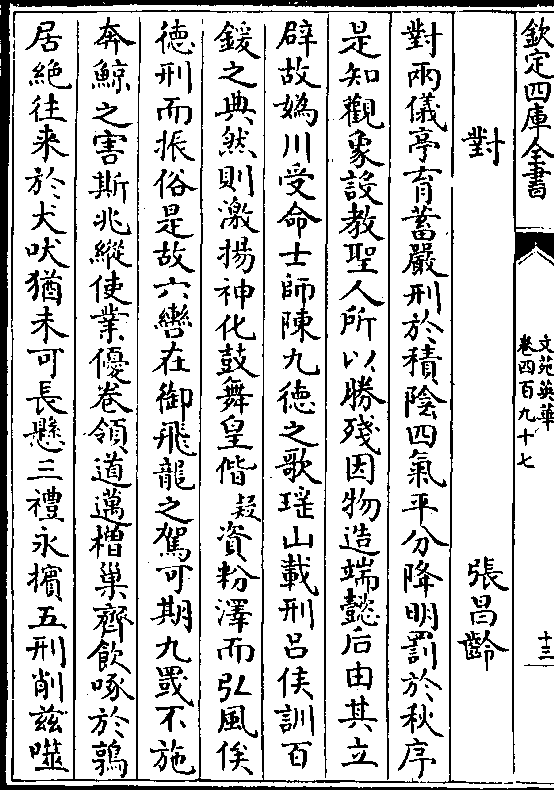 欽定四庫全書
文苑英華
卷四百九十七
十三
對
張昌齡
對兩儀亭育蓄嚴刑於積陰四氣平分降明罰於秋序
是知觀象設教聖人所以勝殘因物造端懿后由其立
辟故嬀川受命士師陳九德之歌瑶山載刑吕侯訓百
鍰之典然則激揚神化鼓舞皇偕疑資粉澤而弘風俟
徳刑而振俗是故六轡在御飛龍之駕可期九罭不施
奔鯨之害斯兆縱使業優卷領道邁橧巢齊飲啄於鶉
居絶往来於犬吠猶未可長懸三禮永擯五刑削兹噬